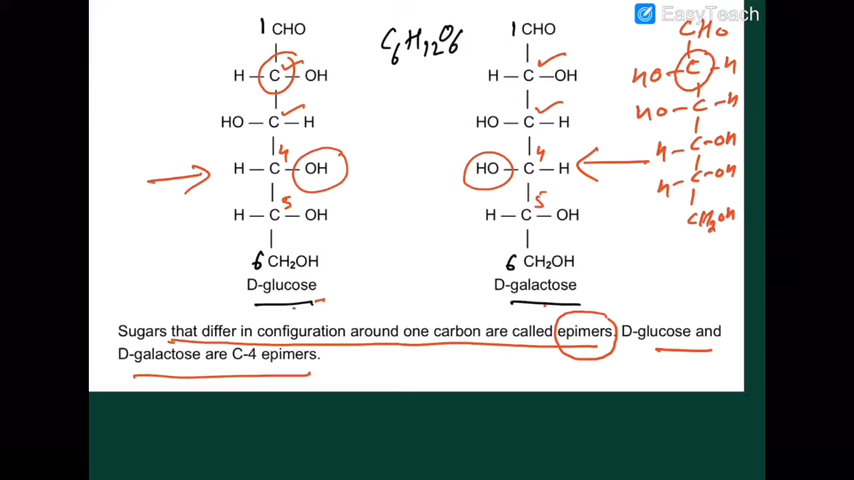 EasyTeach
C6H12O6
1 CHO
H — C — OH
HO — C — H
4
H — C — OH
5
H — C — OH
6 CH₂OH
D-glucose
1 CHO
H — C — OH
HO — C — H
4
HO — C — H
5
H — C — OH
6 CH₂OH
D-galactose
CHO
HO — C — H
HO — C — H
H — C — OH
H — C — OH
CH2OH
Sugars that differ in configuration around one carbon are called epimers. D-glucose and
D-galactose are C-4 epimers.